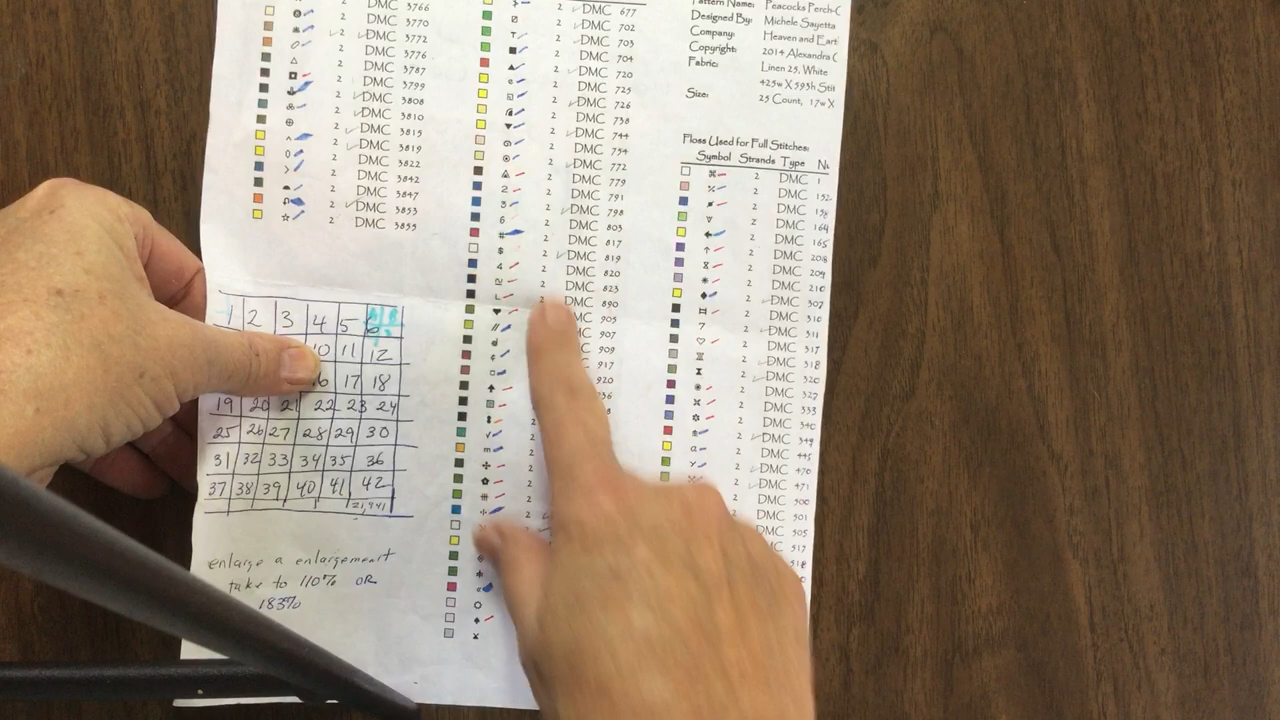 2 DMC 3766
DMC 3770
2 DMC 3772
2 DMC 3776
2 DMC 3787
2 DMC 3799
2 DMC 3808
2 DMC 3810
2 DMC 3815
2 DMC 3819
2 DMC 3822
2 DMC 3842
2 DMC 3847
2 DMC 3853
2 DMC 3855
1 2 3 4 5 6
10 11 12
17 18
19 20 21 22 23 24
25 26 27 28 29 30
31 32 33 34 35 36
37 38 39 40 41 42
21,941
enlarge a enlargement
take to 110% OR
183%
2 DMC 677
2 DMC 702
2 DMC 703
2 DMC 704
2 DMC 720
2 DMC 725
2 DMC 726
2 DMC 738
2 DMC 744
2 DMC 754
2 DMC 772
2 DMC 779
2 DMC 791
2 DMC 798
2 DMC 803
2 DMC 817
2 DMC 819
2 DMC 820
2 DMC 823
2 DMC 890
DMC 905
907
909
917
920
Pattern Name: Peacocks Perch-
Designed By: Michele Sayetta
Company: Heaven and Eart
Copyright: 2014 Alexandra
Fabric: Linen 25, White
425w X 593h Stit
Size: 25 Count, 17w X
Floss Used for Full Stitches:
Symbol Strands Type
2 DMC 1
2 DMC 152
2 DMC
2 DMC 164
2 DMC 165
2 DMC 208
2 DMC 209
2 DMC 210
2 DMC 307
2 DMC 310
2 DMC 311
2 DMC 317
2 DMC 318
2 DMC 320
2 DMC 327
2 DMC 333
2 DMC 340
2 DMC 349
2 DMC 445
2 DMC 470
2 DMC 471
2 DMC 500
DMC 501
DMC 505
517
518